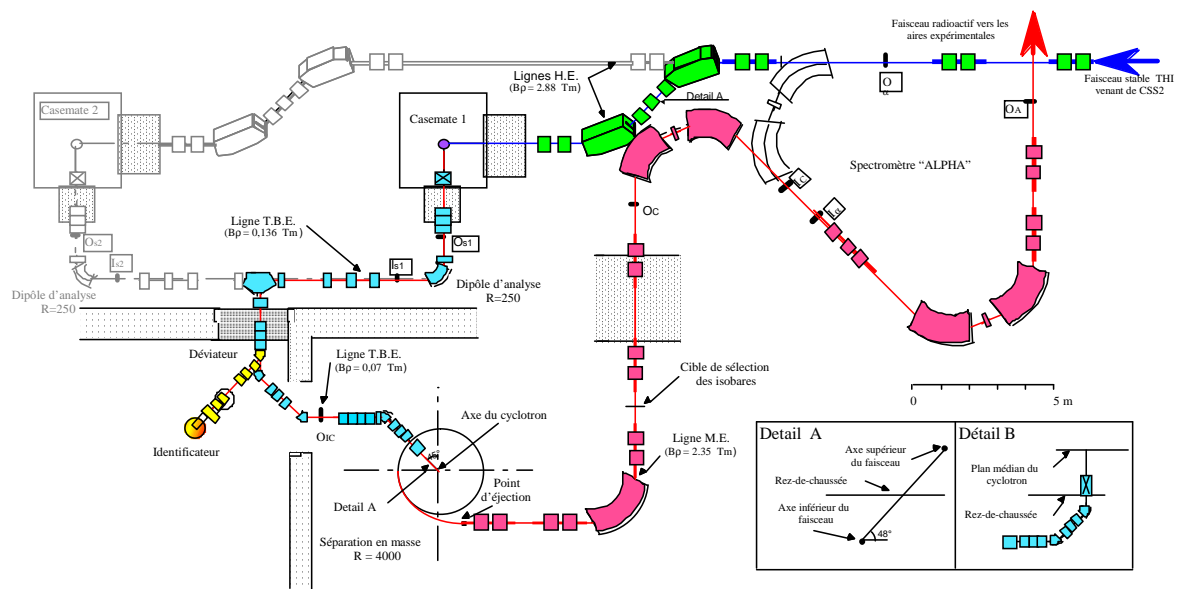 Faisceau radioactif vers les
aires expérimentales
Faisceau stable THI
venant de CSS2
Lignes H.E.
(Bρ= 2.88 Tm)
Detail A
O
α
OA
Casemate 2
Casemate 1
Spectromètre “ALPHA”
IC
Iα
OC
Ligne T.B.E.
(Bρ= 0,136 Tm)
Os2
Is2
Os1
Is1
Dipôle d'analyse
R=250
Dipôle d'analyse
R=250
Déviateur
Ligne T.B.E.
(Bρ= 0,07 Tm)
Cible de sélection
des isobares
0
5 m
OIC
Axe du cyclotron
Identificateur
45°
Ligne M.E.
(Bρ= 2.35 Tm)
Point
d'éjection
Detail A
Séparation en masse
R = 4000
Detail A
Axe supérieur du
faisceau
Rez-de-chaussée
Axe inférieur du
faisceau
48°
Détail B
Plan médian du
cyclotron
Rez-de-chaussée